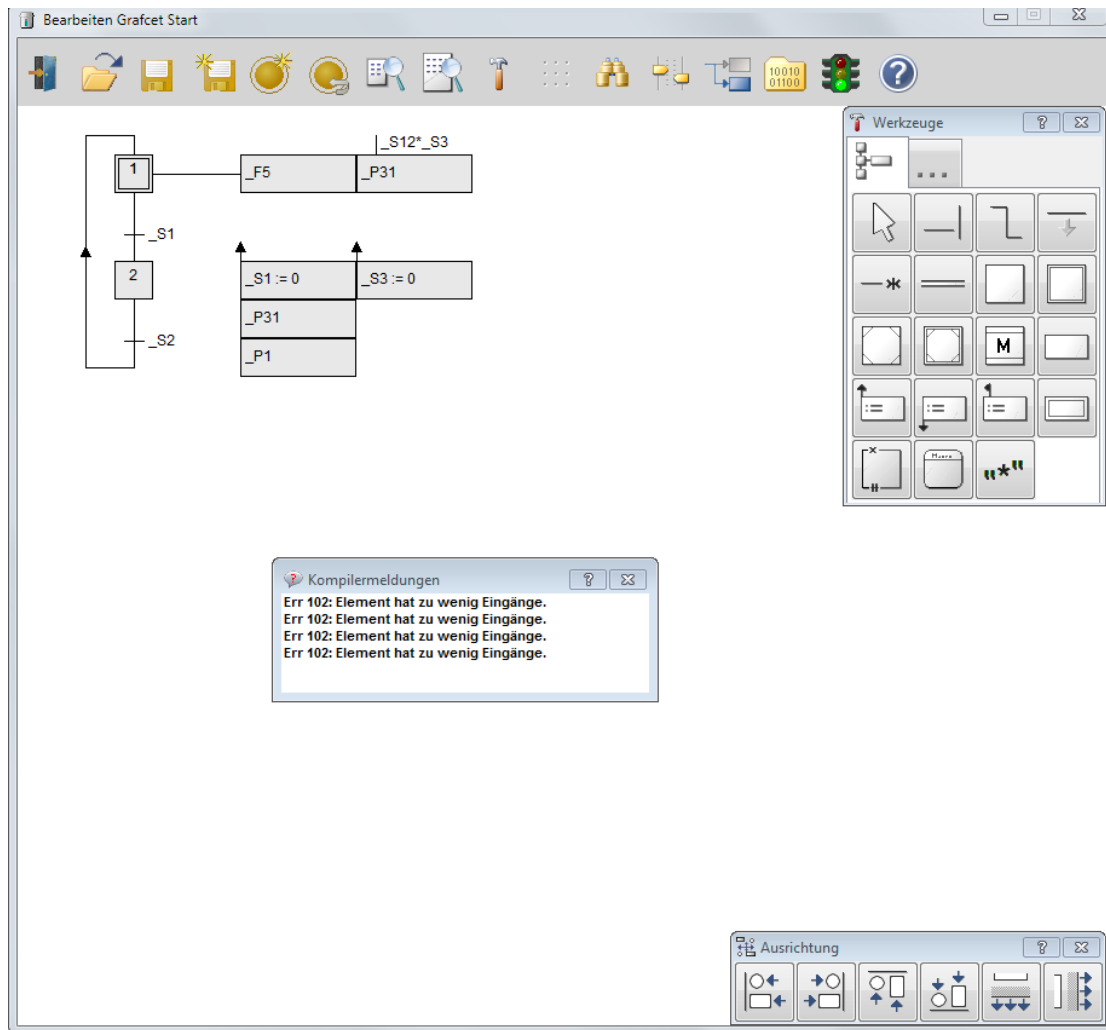 Bearbeiten Grafcet Start
10010
01100
?
Werkzeuge
?
_S12*_S3
1
_F5
_P31
_S1
2
_S1 := 0
_S3 := 0
_P31
_P1
_S2
...
M
:=
:=
:=
Macro
"*"
Kompilermeldungen
?
Err 102: Element hat zu wenig Eingänge.
Err 102: Element hat zu wenig Eingänge.
Err 102: Element hat zu wenig Eingänge.
Err 102: Element hat zu wenig Eingänge.
Ausrichtung
?